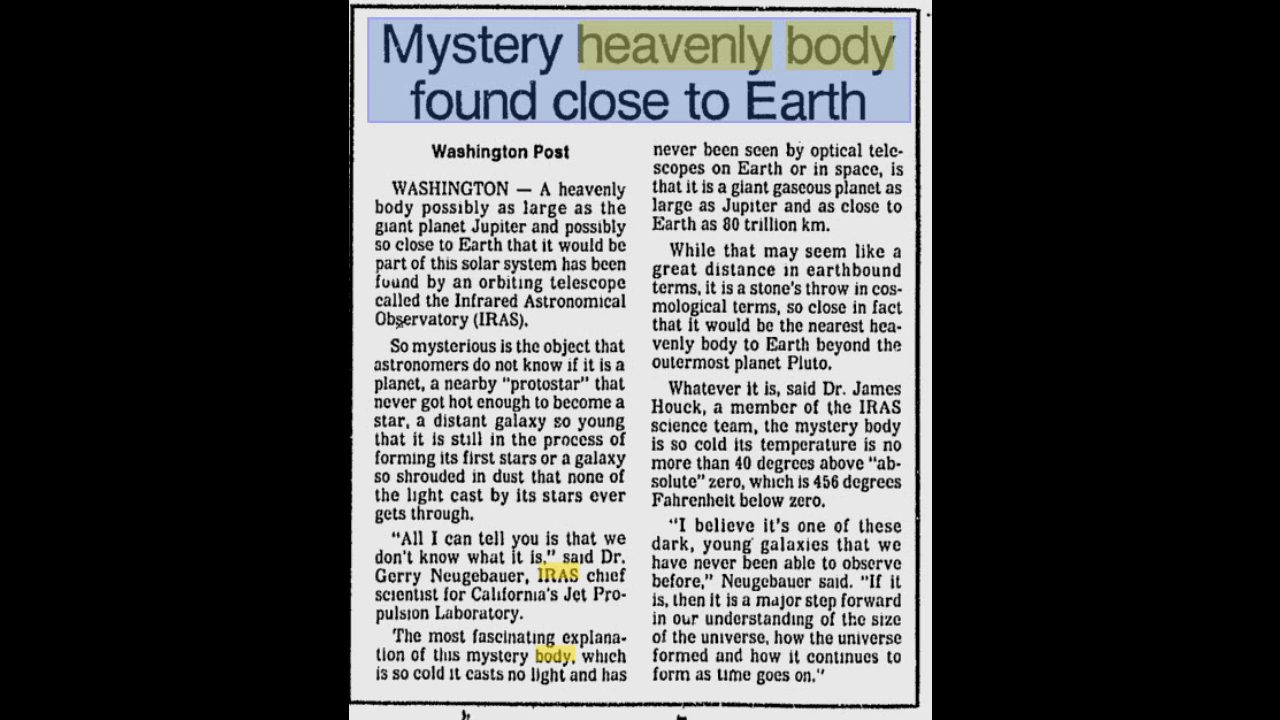 Mystery heavenly body
found close to Earth
Washington Post
WASHINGTON — A heavenly
body possibly as large as the
giant planet Jupiter and possibly
so close to Earth that it would be
part of this solar system has been
found by an orbiting telescope
called the Infrared Astronomical
Observatory (IRAS).
So mysterious is the object that
astronomers do not know if it is a
planet, a nearby "protostar" that
never got hot enough to become a
star, a distant galaxy so young
that it is still in the process of
forming its first stars or a galaxy
so shrouded in dust that none of
the light cast by its stars ever
gets through.
"All I can tell you is that we
don't know what it is," said Dr.
Gerry Neugebauer, IRAS chief
scientist for California's Jet Pro-
pulsion Laboratory.
The most fascinating explana-
tion of this mystery body, which
is so cold it casts no light and has
never been seen by optical tele-
scopes on Earth or in space, is
that it is a giant gaseous planet as
large as Jupiter and as close to
Earth as 80 trillion km.
While that may seem like a
great distance in earthbound
terms, it is a stone's throw in cos-
mological terms, so close in fact
that it would be the nearest hea-
venly body to Earth beyond the
outermost planet Pluto.
Whatever it is, said Dr. James
Houck, a member of the IRAS
science team, the mystery body
is so cold its temperature is no
more than 40 degrees above "ab-
solute" zero, which is 456 degrees
Fahrenheit below zero.
"I believe it's one of these
dark, young galaxies that we
have never been able to observe
before," Neugebauer said. "If it
is, then it is a major step forward
in our understanding of the size
of the universe, how the universe
formed and how it continues to
form as time goes on."